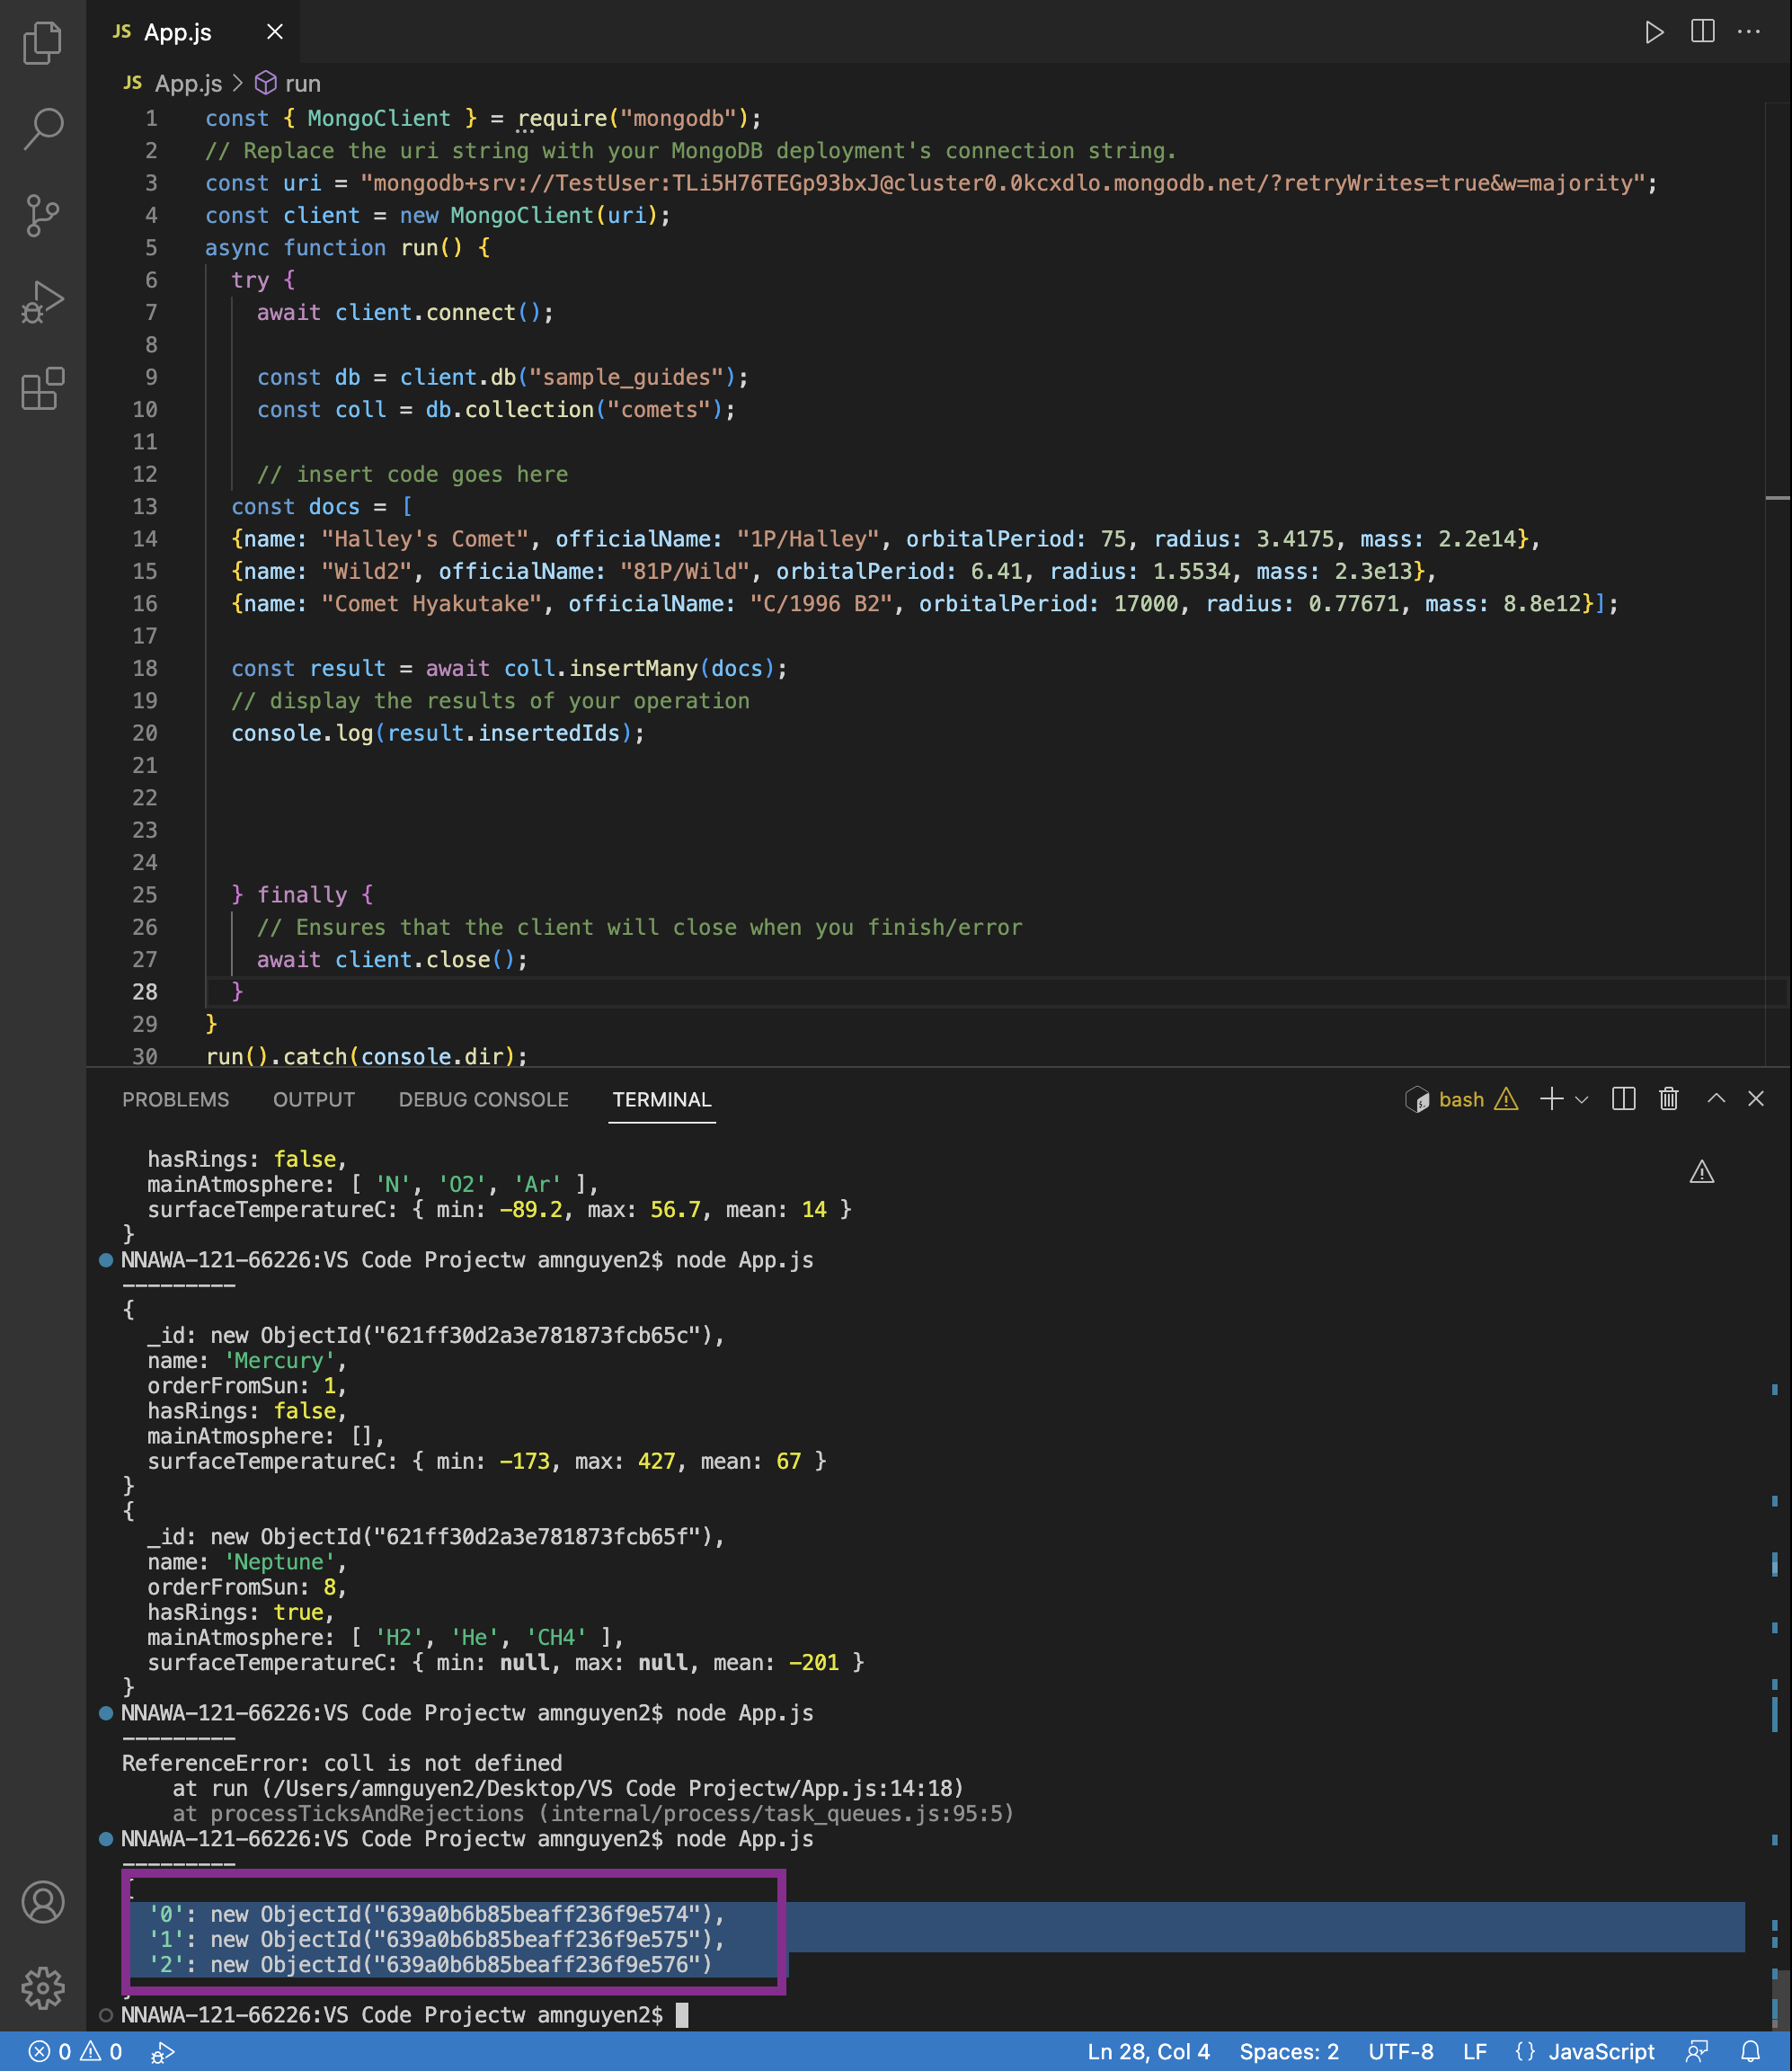 JS App.js
JS App.js > run
1 const { MongoClient } = require("mongodb");
2 // Replace the uri string with your MongoDB deployment's connection string.
3 const uri = "mongodb+srv://TestUser:TLi5H76TEGp93bxJ@cluster0.0kcxdlo.mongodb.net/?retryWrites=true&w=majority";
4 const client = new MongoClient(uri);
5 async function run() {
6 try {
7 await client.connect();
8
9 const db = client.db("sample_guides");
10 const coll = db.collection("comets");
11
12 // insert code goes here
13 const docs = [
14 {name: "Halley's Comet", officialName: "1P/Halley", orbitalPeriod: 75, radius: 3.4175, mass: 2.2e14},
15 {name: "Wild2", officialName: "81P/Wild", orbitalPeriod: 6.41, radius: 1.5534, mass: 2.3e13},
16 {name: "Comet Hyakutake", officialName: "C/1996 B2", orbitalPeriod: 17000, radius: 0.77671, mass: 8.8e12}];
17
18 const result = await coll.insertMany(docs);
19 // display the results of your operation
20 console.log(result.insertedIds);
21
22
23
24
25 } finally {
26 // Ensures that the client will close when you finish/error
27 await client.close();
28 }
29 }
30 run().catch(console.dir);
PROBLEMS OUTPUT DEBUG CONSOLE TERMINAL bash
hasRings: false,
mainAtmosphere: [ 'N', 'O2', 'Ar' ],
surfaceTemperatureC: { min: -89.2, max: 56.7, mean: 14 }
}
NNAWA-121-66226:VS Code Projectw amnguyen2$ node App.js
---------
{
_id: new ObjectId("621ff30d2a3e781873fcb65c"),
name: 'Mercury',
orderFromSun: 1,
hasRings: false,
mainAtmosphere: [],
surfaceTemperatureC: { min: -173, max: 427, mean: 67 }
}
{
_id: new ObjectId("621ff30d2a3e781873fcb65f"),
name: 'Neptune',
orderFromSun: 8,
hasRings: true,
mainAtmosphere: [ 'H2', 'He', 'CH4' ],
surfaceTemperatureC: { min: null, max: null, mean: -201 }
}
NNAWA-121-66226:VS Code Projectw amnguyen2$ node App.js
---------
ReferenceError: coll is not defined
at run (/Users/amnguyen2/Desktop/VS Code Projectw/App.js:14:18)
at processTicksAndRejections (internal/process/task_queues.js:95:5)
NNAWA-121-66226:VS Code Projectw amnguyen2$ node App.js
---------
{
'0': new ObjectId("639a0b6b85beaff236f9e574"),
'1': new ObjectId("639a0b6b85beaff236f9e575"),
'2': new ObjectId("639a0b6b85beaff236f9e576")
}
NNAWA-121-66226:VS Code Projectw amnguyen2$
0 0 Ln 28, Col 4 Spaces: 2 UTF-8 LF {} JavaScript